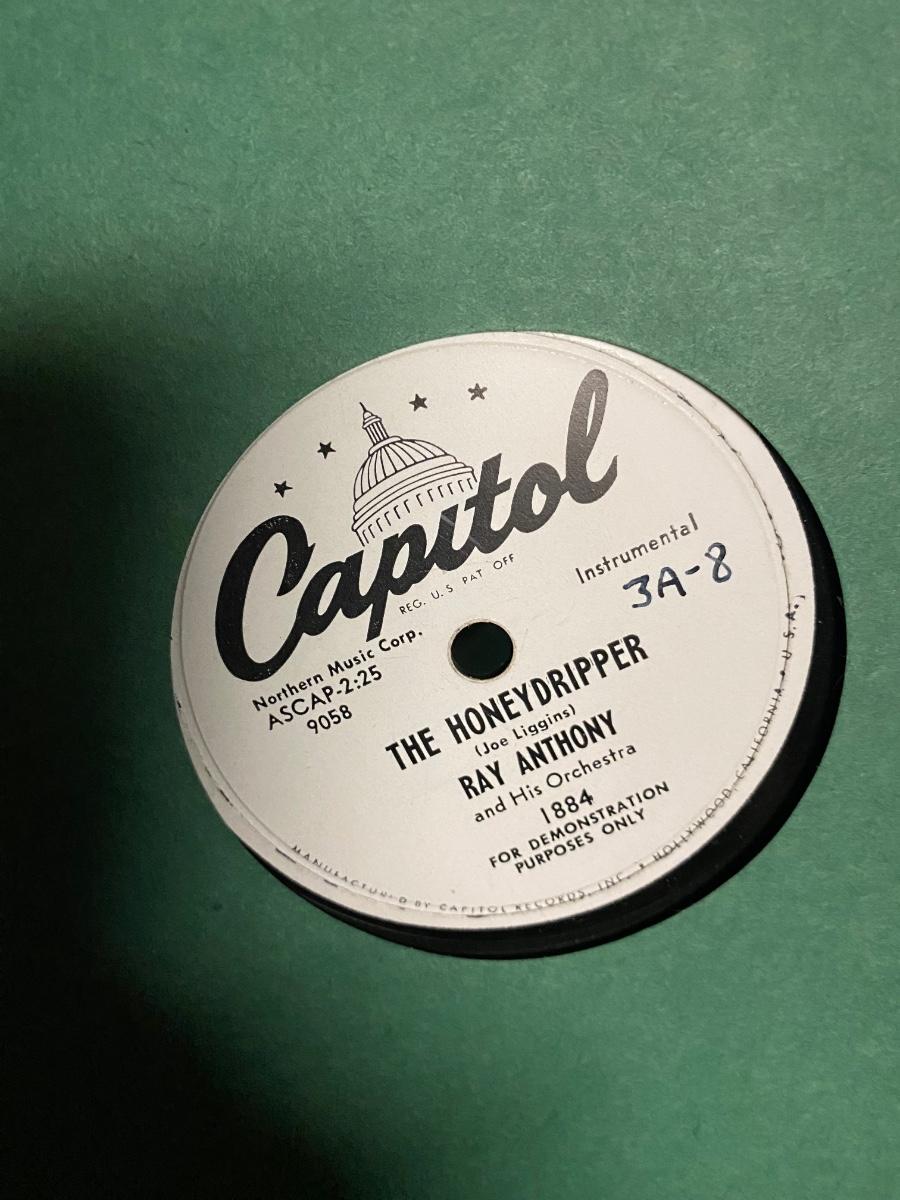 Capitol
REG. U.S. PAT. OFF
Instrumental
3A-8
Northern Music Corp.
ASCAP-2:25
9058
THE HONEYDRIPPER
(Joe Liggins)
RAY ANTHONY
and His Orchestra
1884
FOR DEMONSTRATION
PURPOSES ONLY
MANUFACTURED BY CAPITOL RECORDS, INC. • HOLLYWOOD, CALIFORNIA • U.S.A.